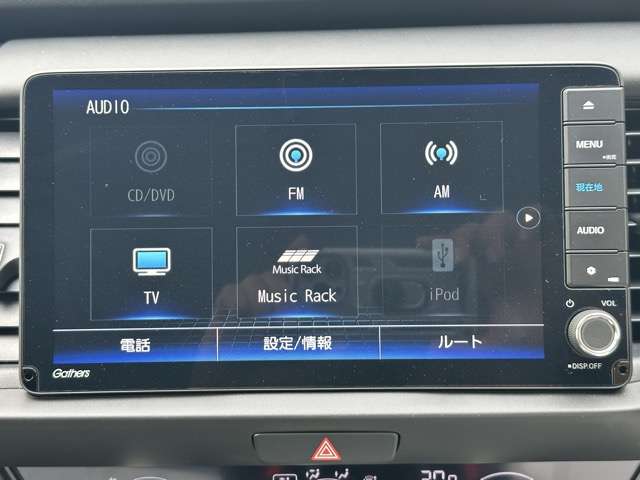 AUDIO
CD/DVD
FM
AM
TV
Music Rack
Music Rack
iPod
電話
設定/情報
ルート
Gathers
MENU
現在地
AUDIO
VOL
DISP.OFF